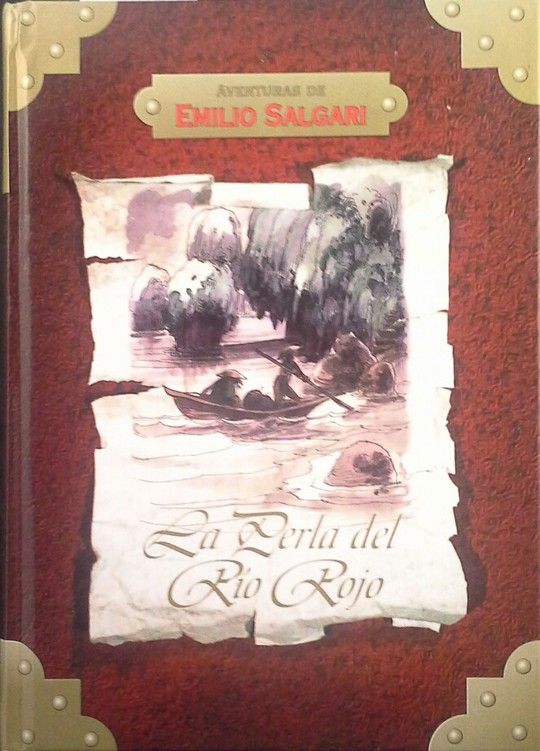 AVENTURAS DE
EMILIO SALGARI
La Perla del
Río Rojo